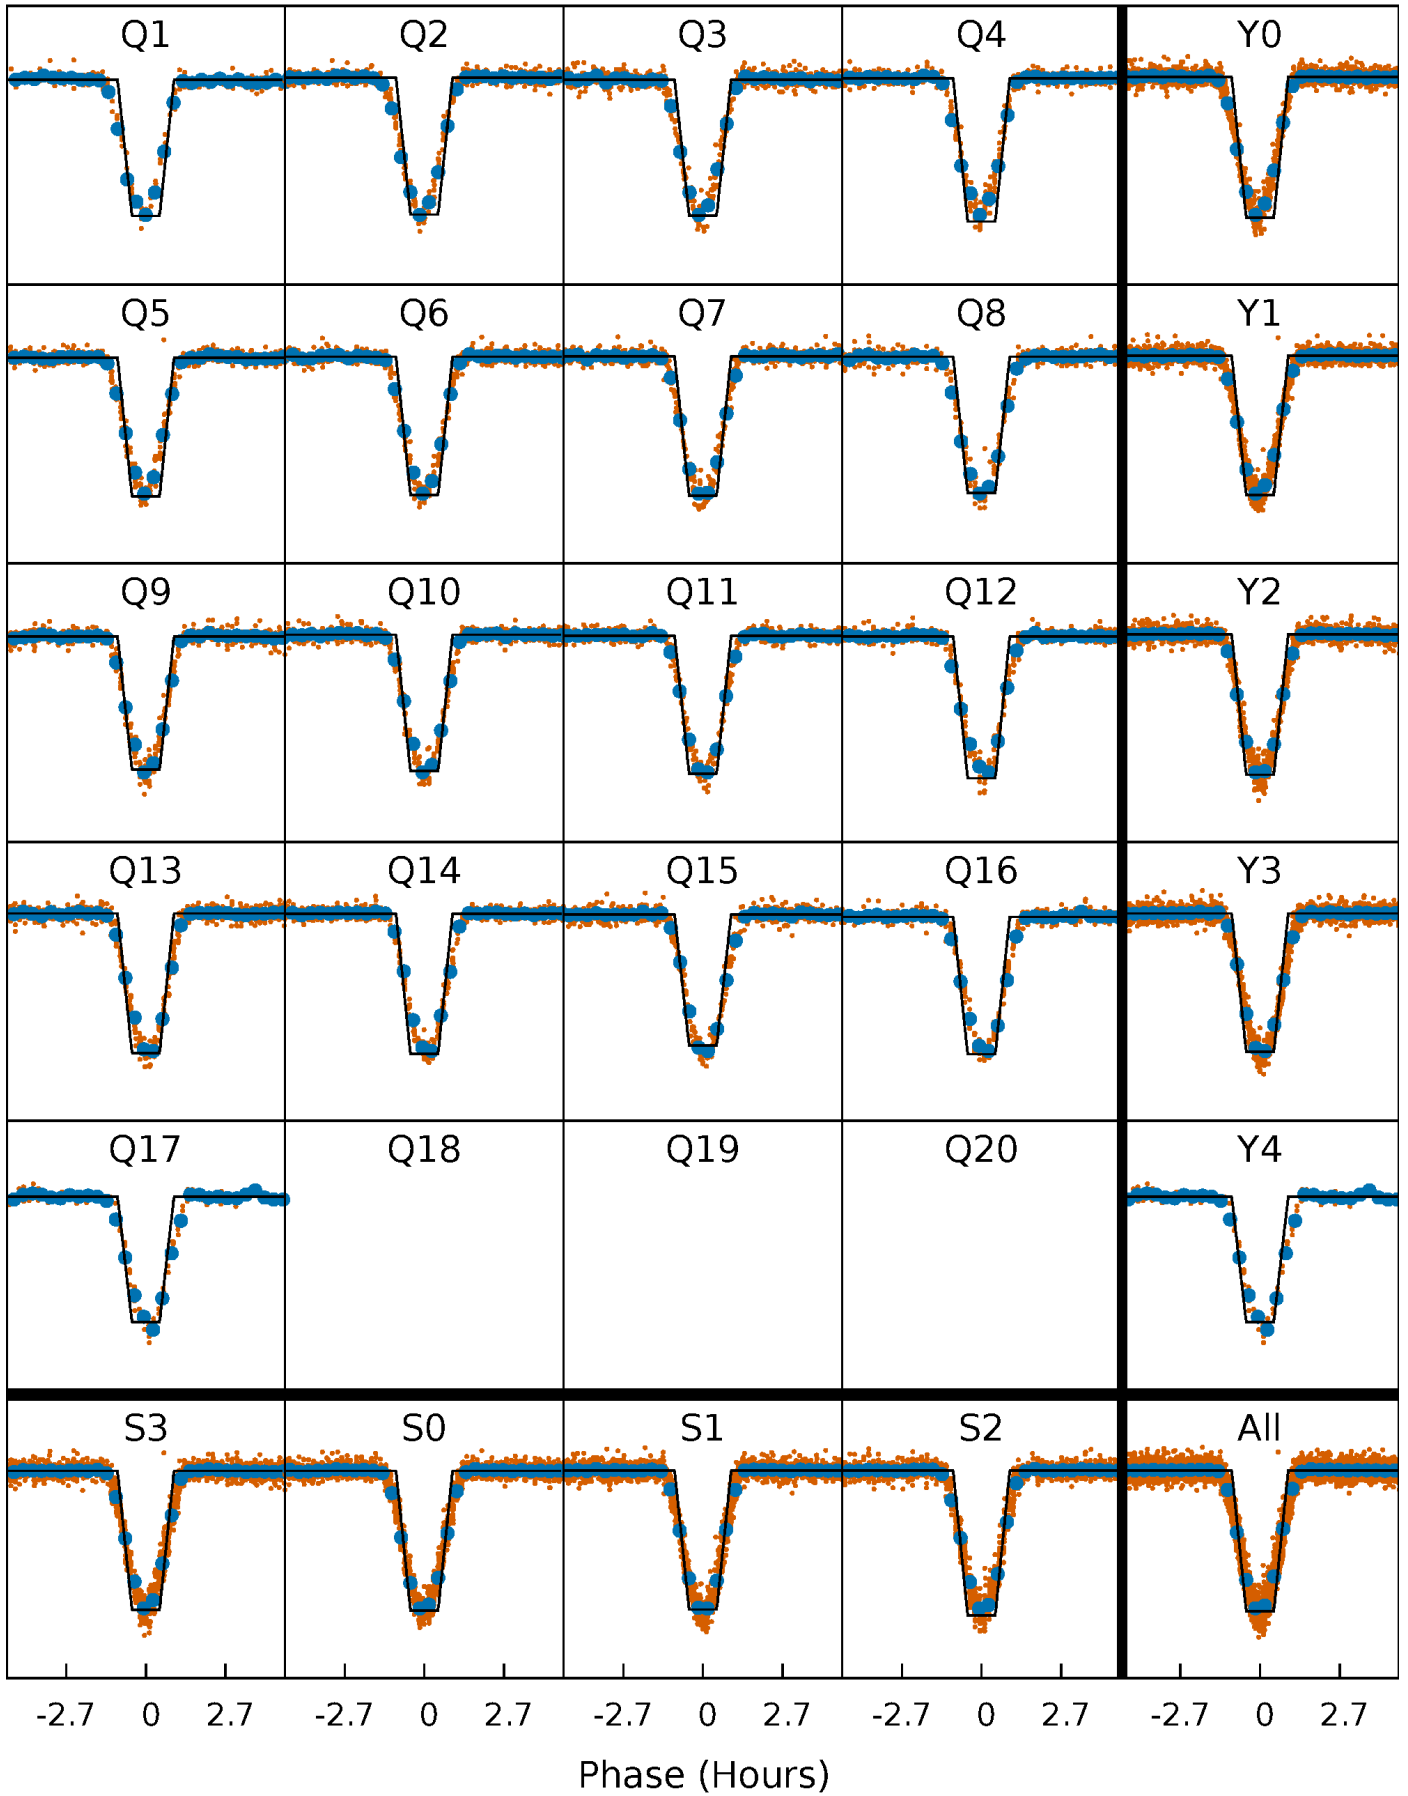 Q1 Q2 Q3 Q4 Y0
Q5 Q6 Q7 Q8 Y1
Q9 Q10 Q11 Q12 Y2
Q13 Q14 Q15 Q16 Y3
Q17 Q18 Q19 Q20 Y4
S3 S0 S1 S2 All
-2.7 0 2.7 -2.7 0 2.7 -2.7 0 2.7 -2.7 0 2.7 -2.7 0 2.7
Phase (Hours)